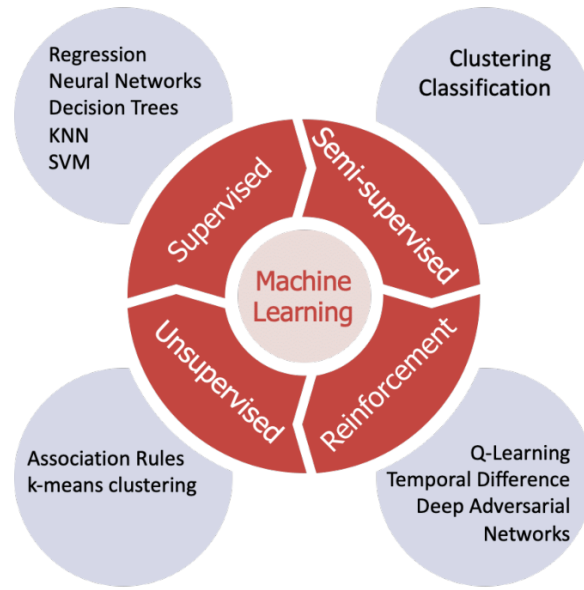 Regression
Neural Networks
Decision Trees
KNN
SVM
Clustering
Classification
Supervised
Semi-supervised
Machine
Learning
Unsupervised
Reinforcement
Association Rules
k-means clustering
Q-Learning
Temporal Difference
Deep Adversarial
Networks